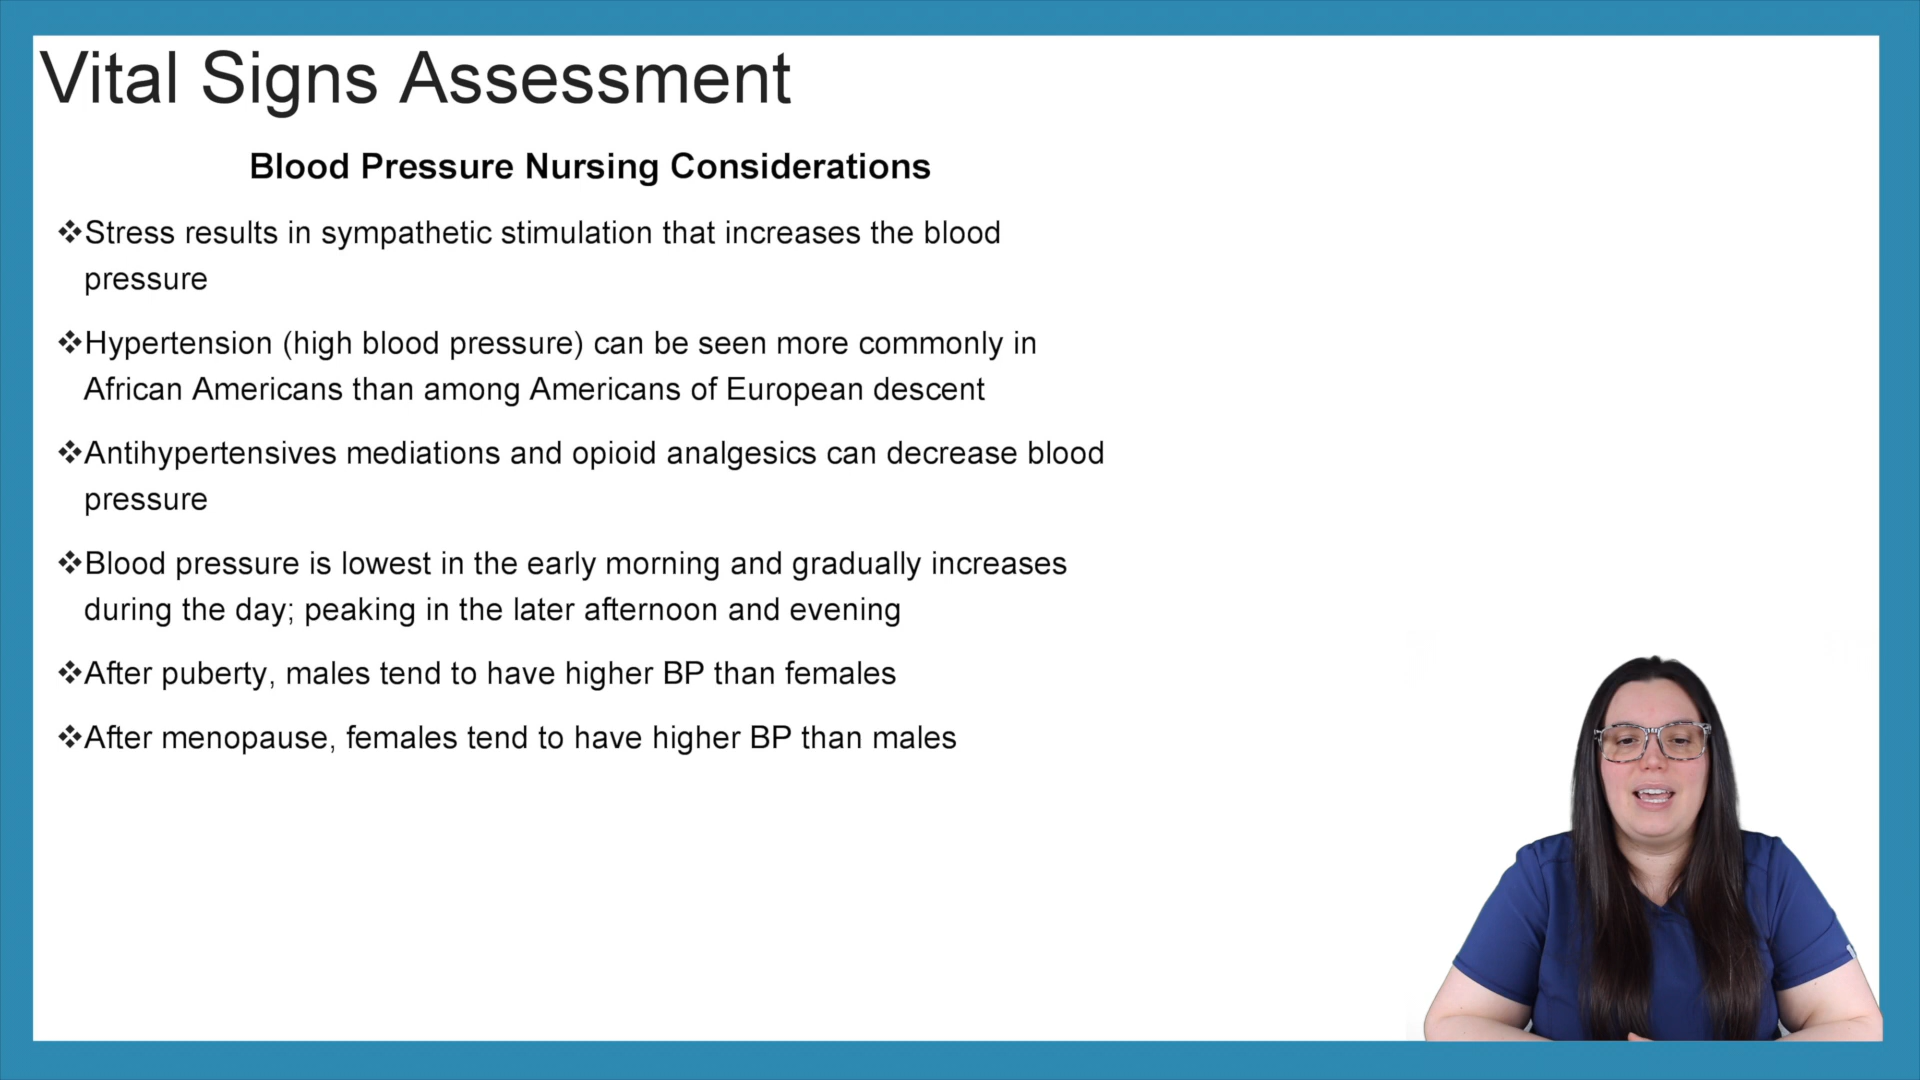 Vital Signs Assessment
Blood Pressure Nursing Considerations
❖Stress results in sympathetic stimulation that increases the blood
pressure
❖Hypertension (high blood pressure) can be seen more commonly in
African Americans than among Americans of European descent
❖Antihypertensives mediations and opioid analgesics can decrease blood
pressure
❖Blood pressure is lowest in the early morning and gradually increases
during the day; peaking in the later afternoon and evening
❖After puberty, males tend to have higher BP than females
❖After menopause, females tend to have higher BP than males